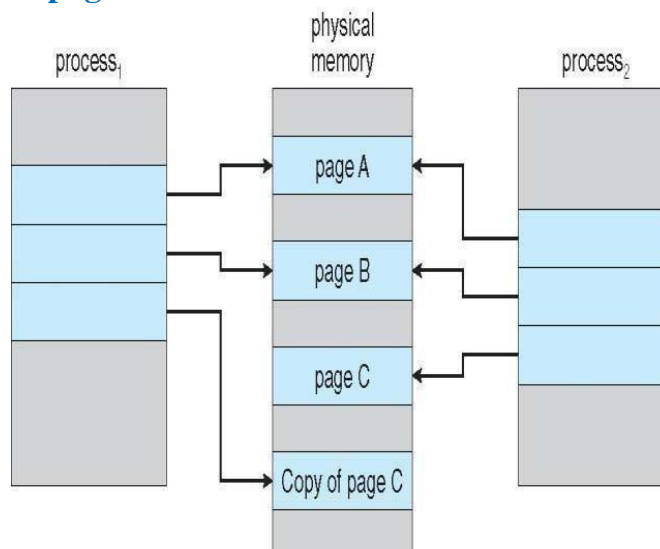 physical
memory
process₁
process₂
page A
page B
page C
Copy of page C